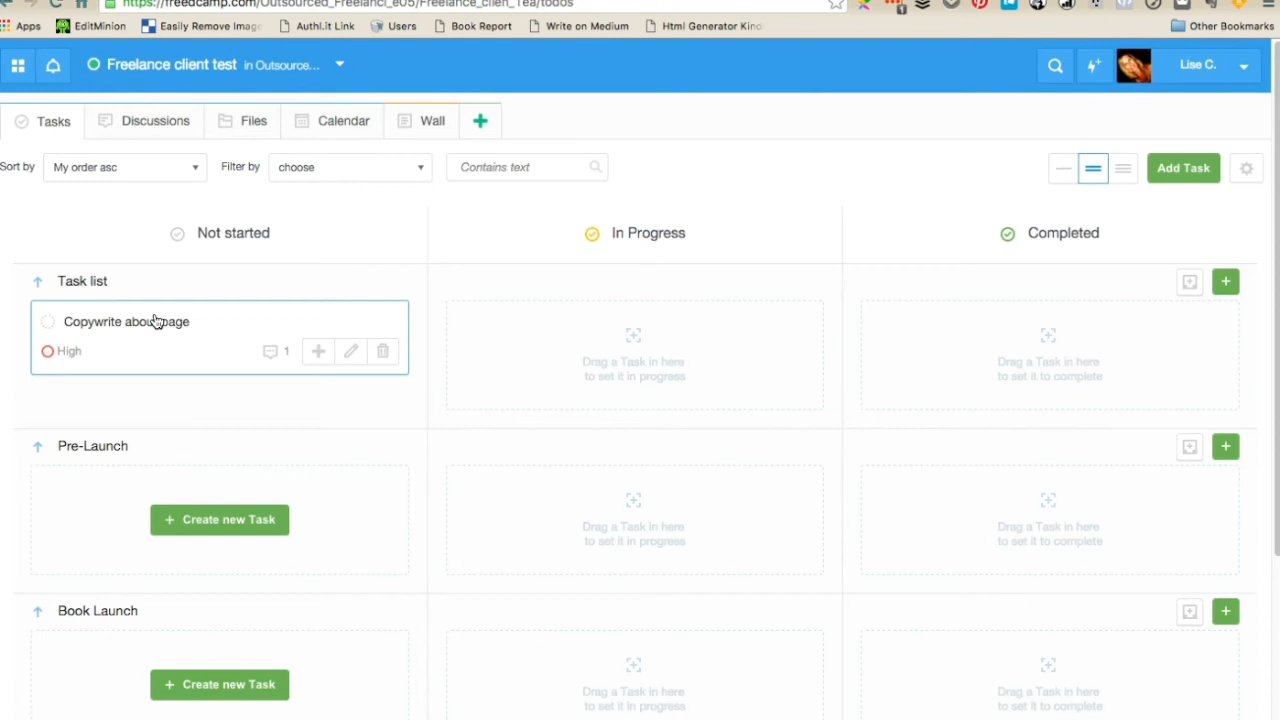 https://freedcamp.com/Outsourced_Freelanci_e05/Freelance_clien_Tea/todos
Apps EditMinion Easily Remove Image AuthI.it Link Users Book Report Write on Medium Html Generator Kind Other Bookmarks
Freelance client test in Outsource... Lise C.
Tasks Discussions Files Calendar Wall
Sort by My order asc Filter by choose Contains text Add Task
Not started In Progress Completed
Task list
Copywrite about page
High 1
Drag a Task in here
to set it in progress
Drag a Task in here
to set it to complete
Pre-Launch
+ Create new Task
Drag a Task in here
to set it in progress
Drag a Task in here
to set it to complete
Book Launch
+ Create new Task
Drag a Task in here
to set it in progress
Drag a Task in here
to set it to complete